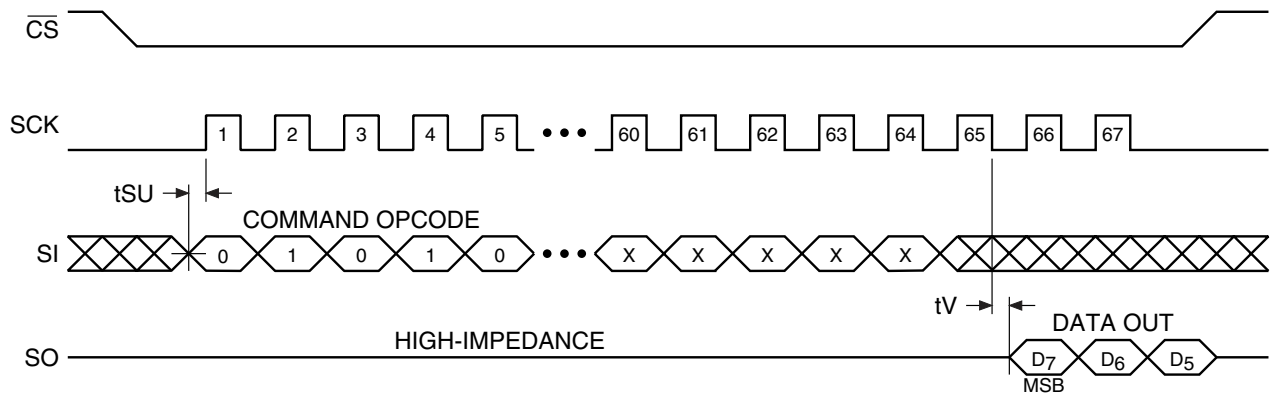 CS
SCK
1 2 3 4 5 ••• 60 61 62 63 64 65 66 67
tSU
COMMAND OPCODE
SI
0 1 0 1 0 ••• X X X X X
tV
DATA OUT
HIGH-IMPEDANCE
SO
D7 D6 D5
MSB